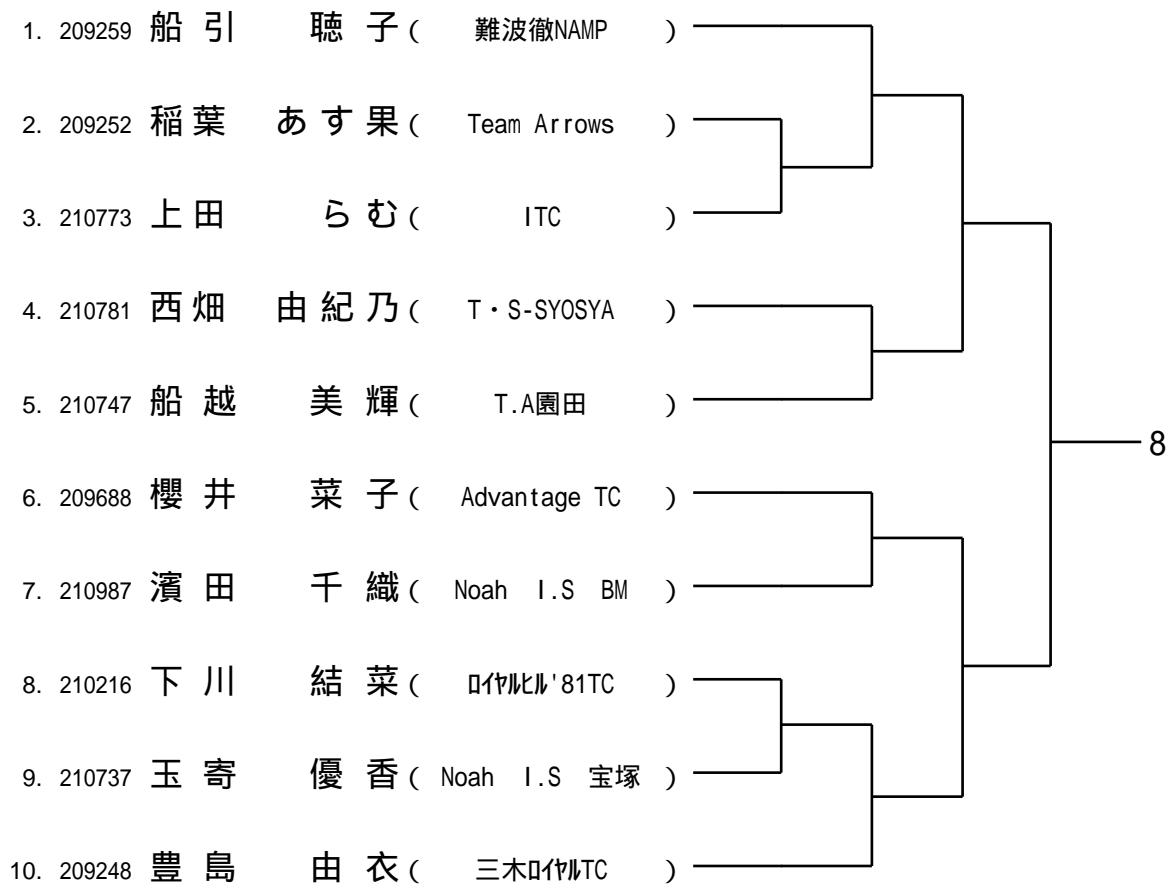 1. 209259 船引 聴子 ( 難波徹NAMP )
2. 209252 稲葉 あす果 ( Team Arrows )
3. 210773 上田 らむ ( ITC )
4. 210781 西畑 由紀乃 ( T・S-SYOSYA )
5. 210747 船越 美輝 ( T.A園田 )
8
6. 209688 櫻井 菜子 ( Advantage TC )
7. 210987 濱田 千織 ( Noah I.S BM )
8. 210216 下川 結菜 ( ﾛｲﾔﾙﾋﾙ'81TC )
9. 210737 玉寄 優香 ( Noah I.S 宝塚 )
10. 209248 豊島 由衣 ( 三木ﾛｲﾔﾙTC )